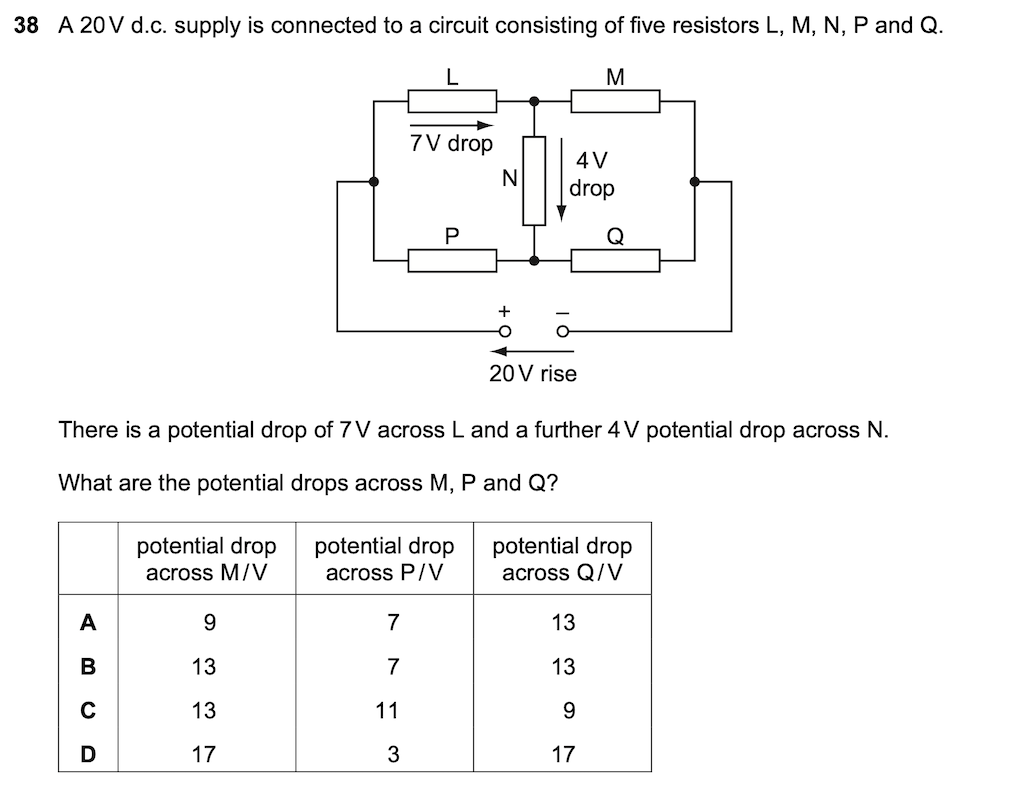 38 A 20 V d.c. supply is connected to a circuit consisting of five resistors L, M, N, P and Q.
L
M
7 V drop
4 V
drop
N
P
Q
+
–
20 V rise
There is a potential drop of 7 V across L and a further 4 V potential drop across N.
What are the potential drops across M, P and Q?
potential drop across M / V potential drop across P / V potential drop across Q / V
A 9 7 13
B 13 7 13
C 13 11 9
D 17 3 17